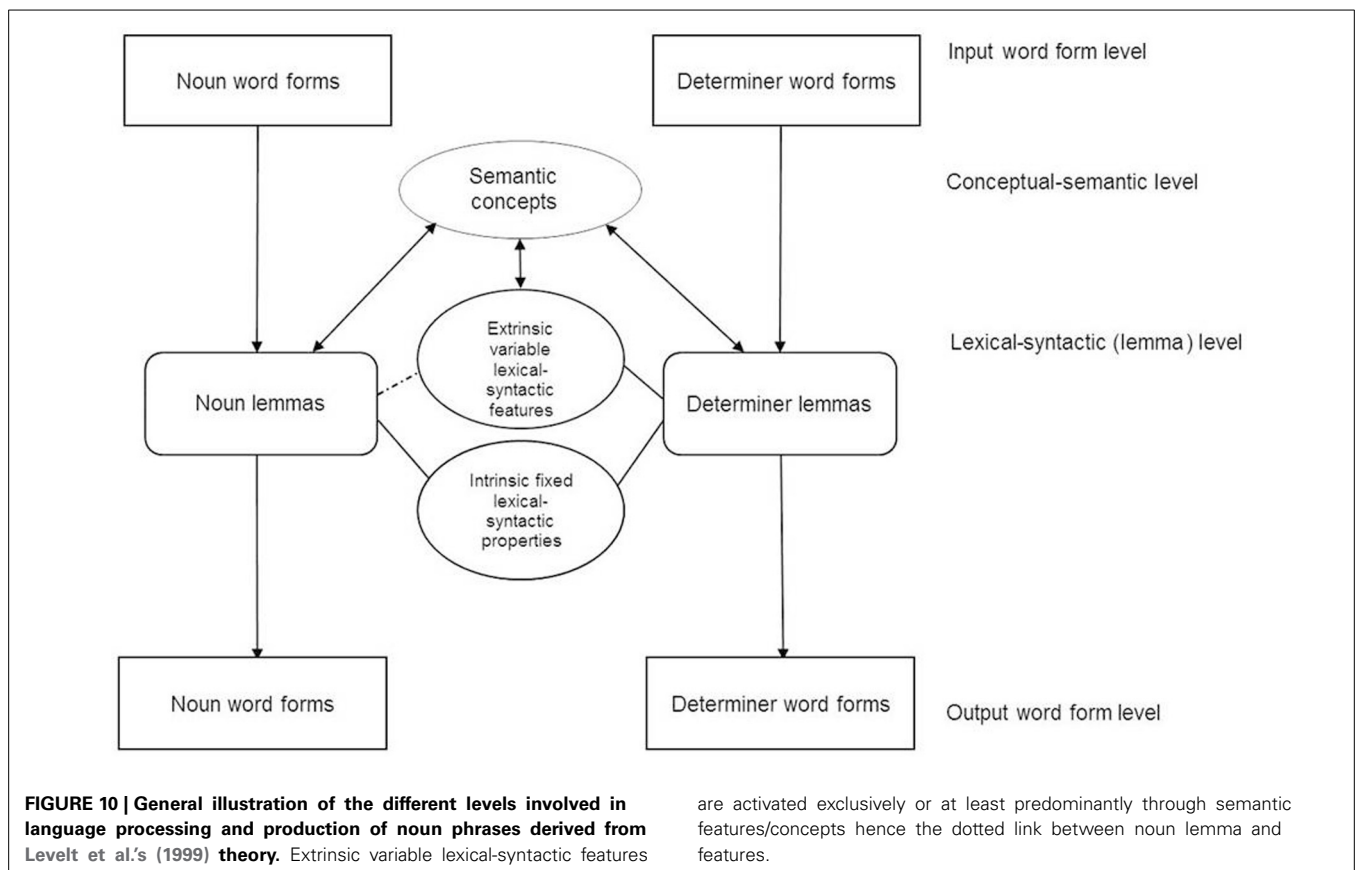 Noun word forms
Determiner word forms
Input word form level
Semantic
concepts
Conceptual-semantic level
Extrinsic
variable
lexical-
syntactic
features
Lexical-syntactic (lemma) level
Noun lemmas
Determiner lemmas
Intrinsic fixed
lexical-
syntactic
properties
Noun word forms
Determiner word forms
Output word form level
FIGURE 10 | General illustration of the different levels involved in
language processing and production of noun phrases derived from
Levelt et al.'s (1999) theory. Extrinsic variable lexical-syntactic features
are activated exclusively or at least predominantly through semantic
features/concepts hence the dotted link between noun lemma and
features.